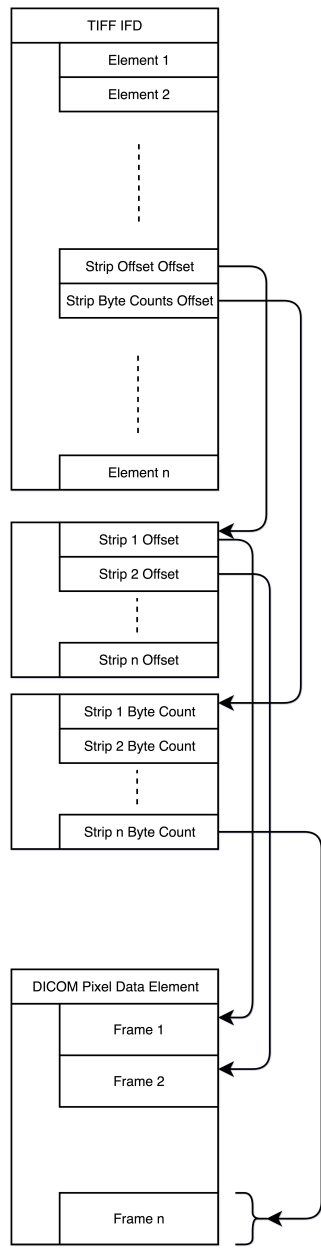 TIFF IFD
Element 1
Element 2
Strip Offset Offset
Strip Byte Counts Offset
Element n
Strip 1 Offset
Strip 2 Offset
Strip n Offset
Strip 1 Byte Count
Strip 2 Byte Count
Strip n Byte Count
DICOM Pixel Data Element
Frame 1
Frame 2
Frame n